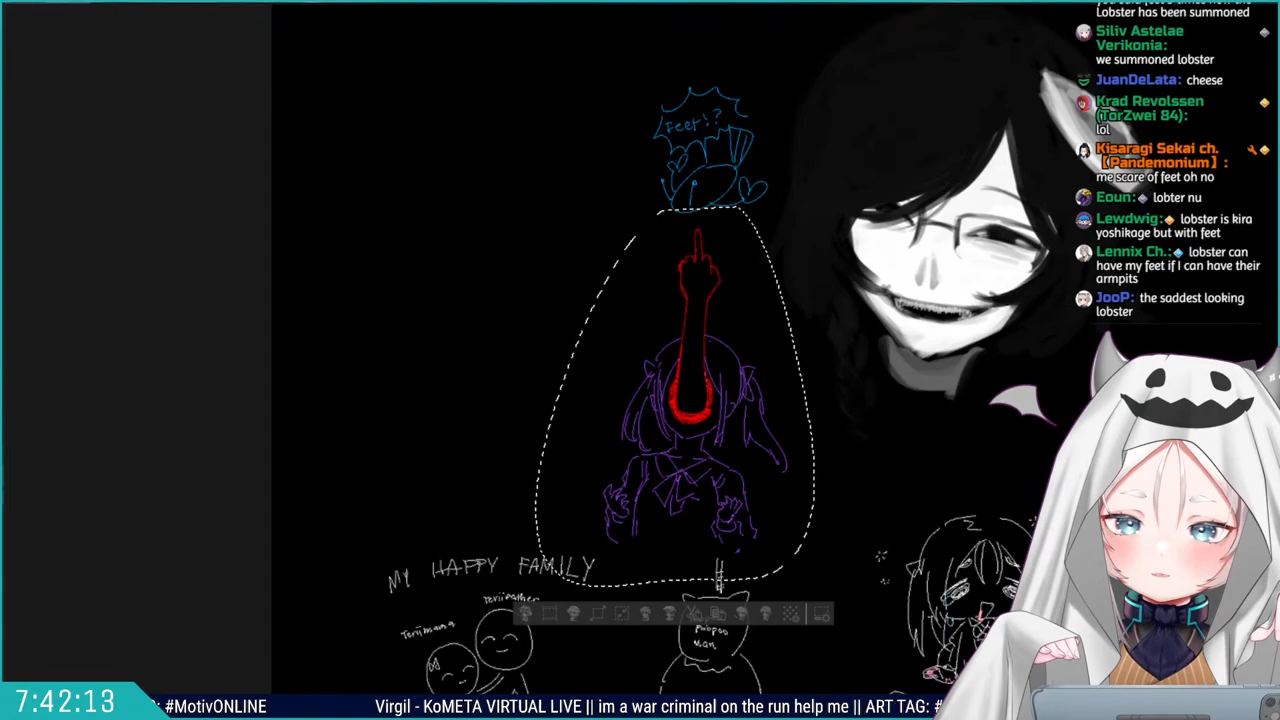 Lobster has been summoned
Siliv Astelae
Verikonia:
we summoned lobster
JuanDeLata: cheese
Krad Revolssen
(TorZwei 84):
lol
Kisaragi Sekai ch.
【Pandemonium】:
me scare of feet oh no
Eoun: lobter nu
Lewdwig: lobster is kira
yoshikage but with feet
Lennix Ch.: lobster can
have my feet if I can have their
armpits
JooP: the saddest looking
lobster
Feet!?
MY HAPPY FAMILY
Teriifather
Teriimama
Poopoo
Man
7:42:13
: #MotivONLINE
Virgil - KoMETA VIRTUAL LIVE || im a war criminal on the run help me || ART TAG: #